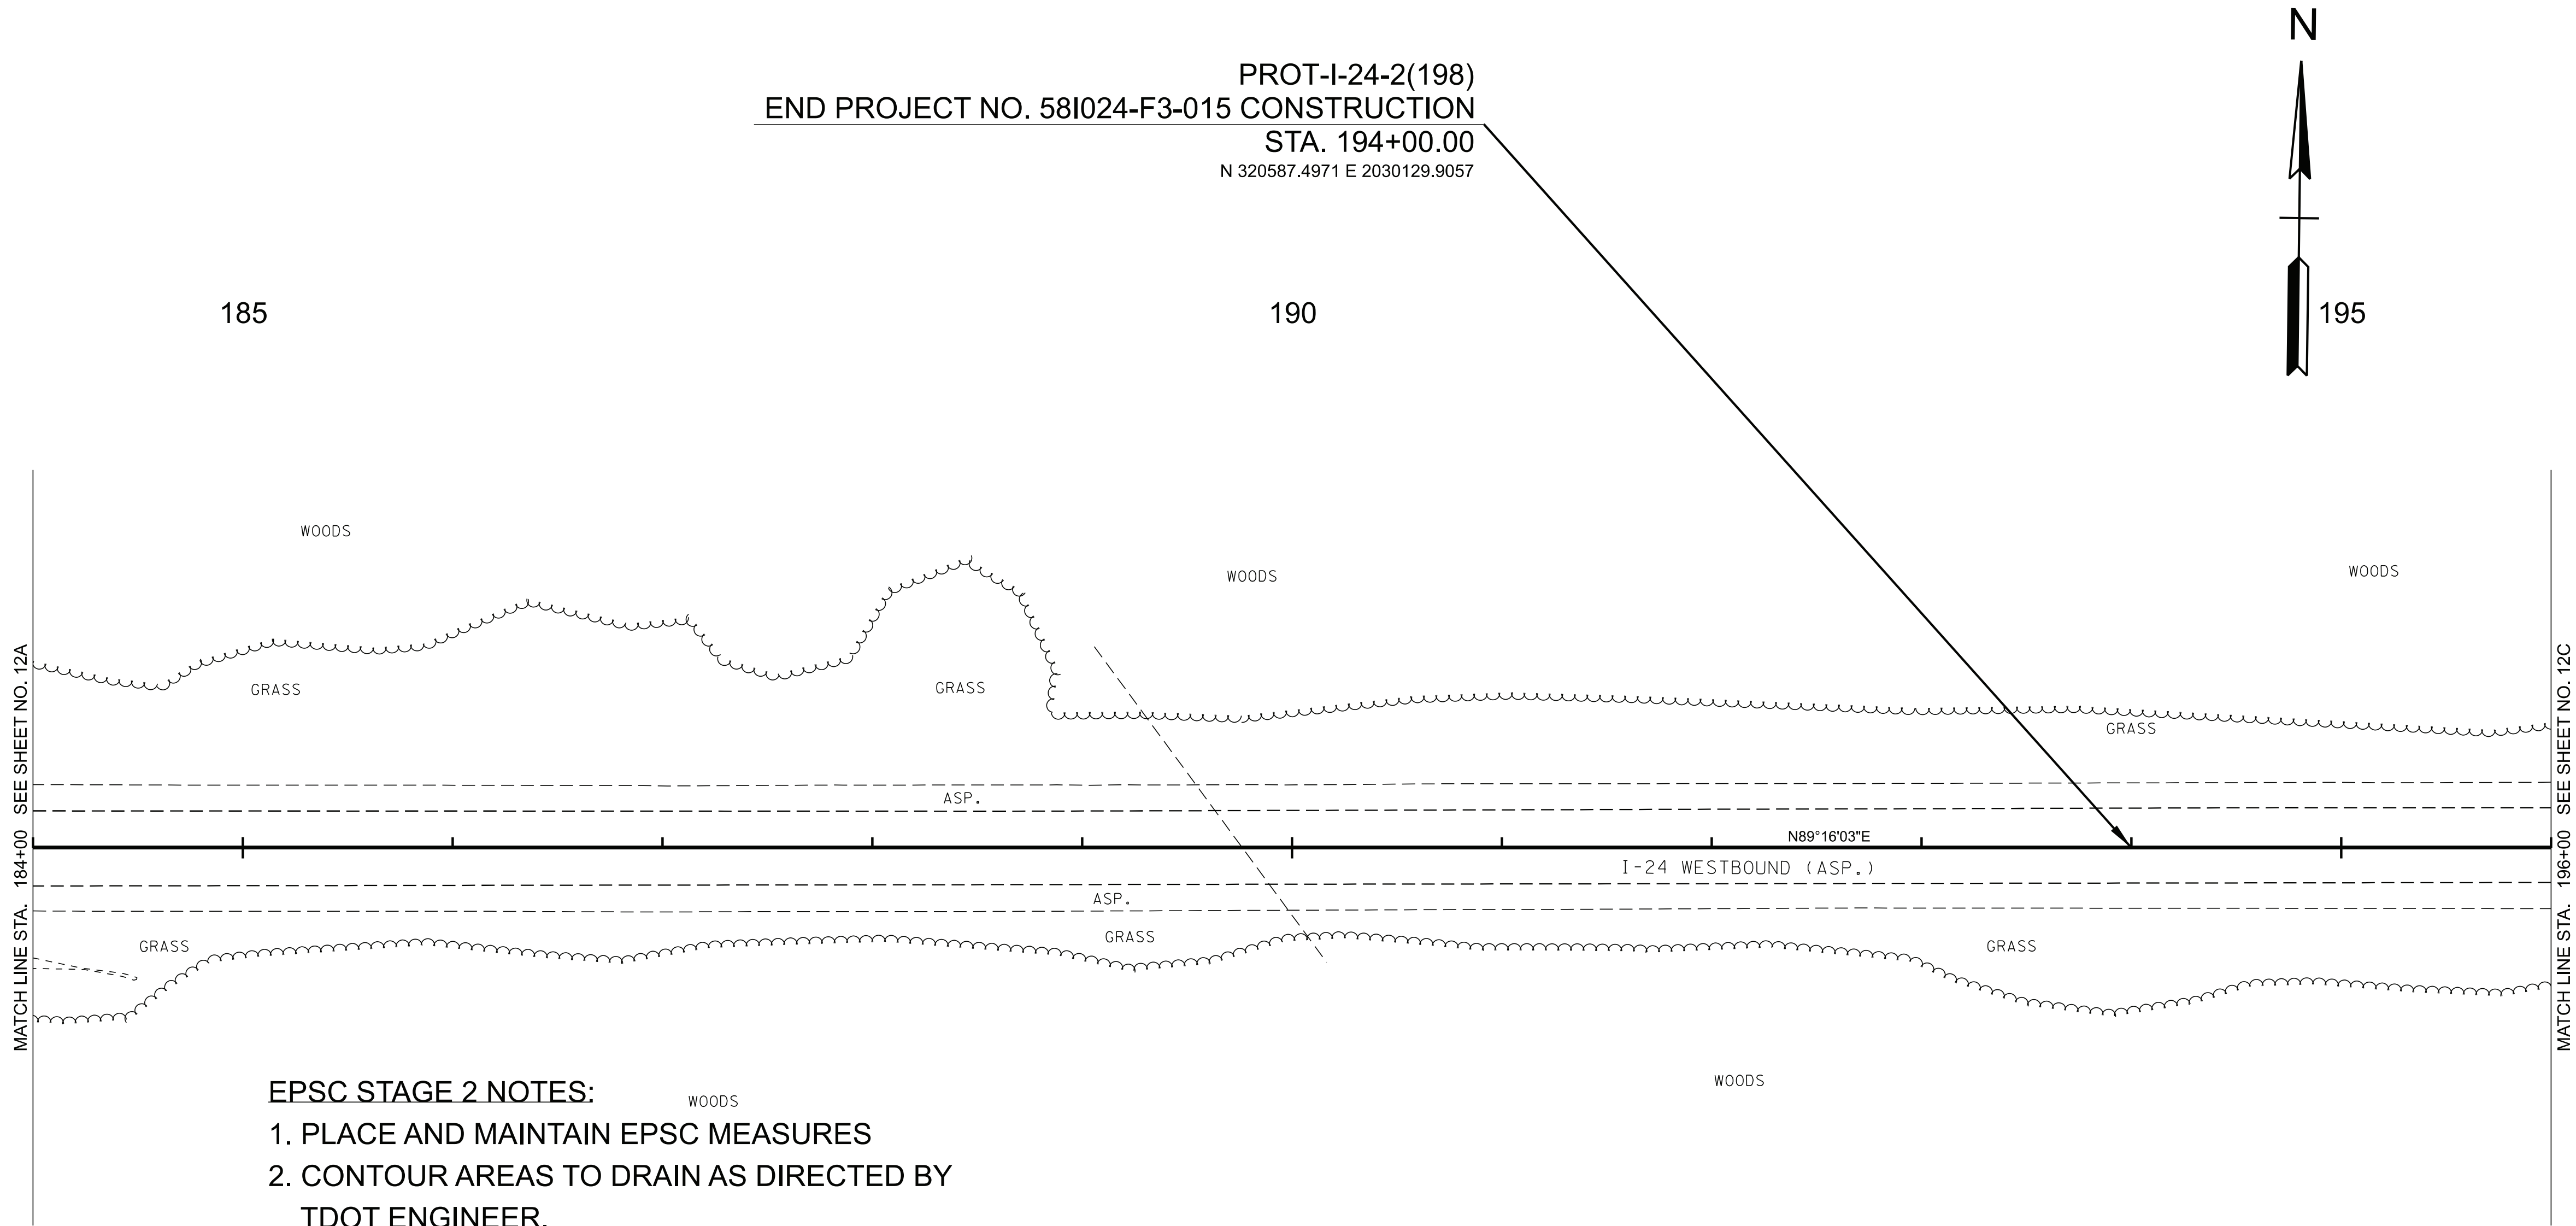 N
PROT-I-24-2(198)
END PROJECT NO. 58I024-F3-015 CONSTRUCTION
STA. 194+00.00
N 320587.4971 E 2030129.9057
185
190
195
WOODS
WOODS
WOODS
GRASS
GRASS
GRASS
MATCH LINE STA. 184+00 SEE SHEET NO. 12A
MATCH LINE STA. 196+00 SEE SHEET NO. 12C
ASP.
N89°16'03"E
I-24 WESTBOUND (ASP.)
ASP.
GRASS
GRASS
GRASS
WOODS
WOODS
EPSC STAGE 2 NOTES:
1. PLACE AND MAINTAIN EPSC MEASURES
2. CONTOUR AREAS TO DRAIN AS DIRECTED BY
TDOT ENGINEER.